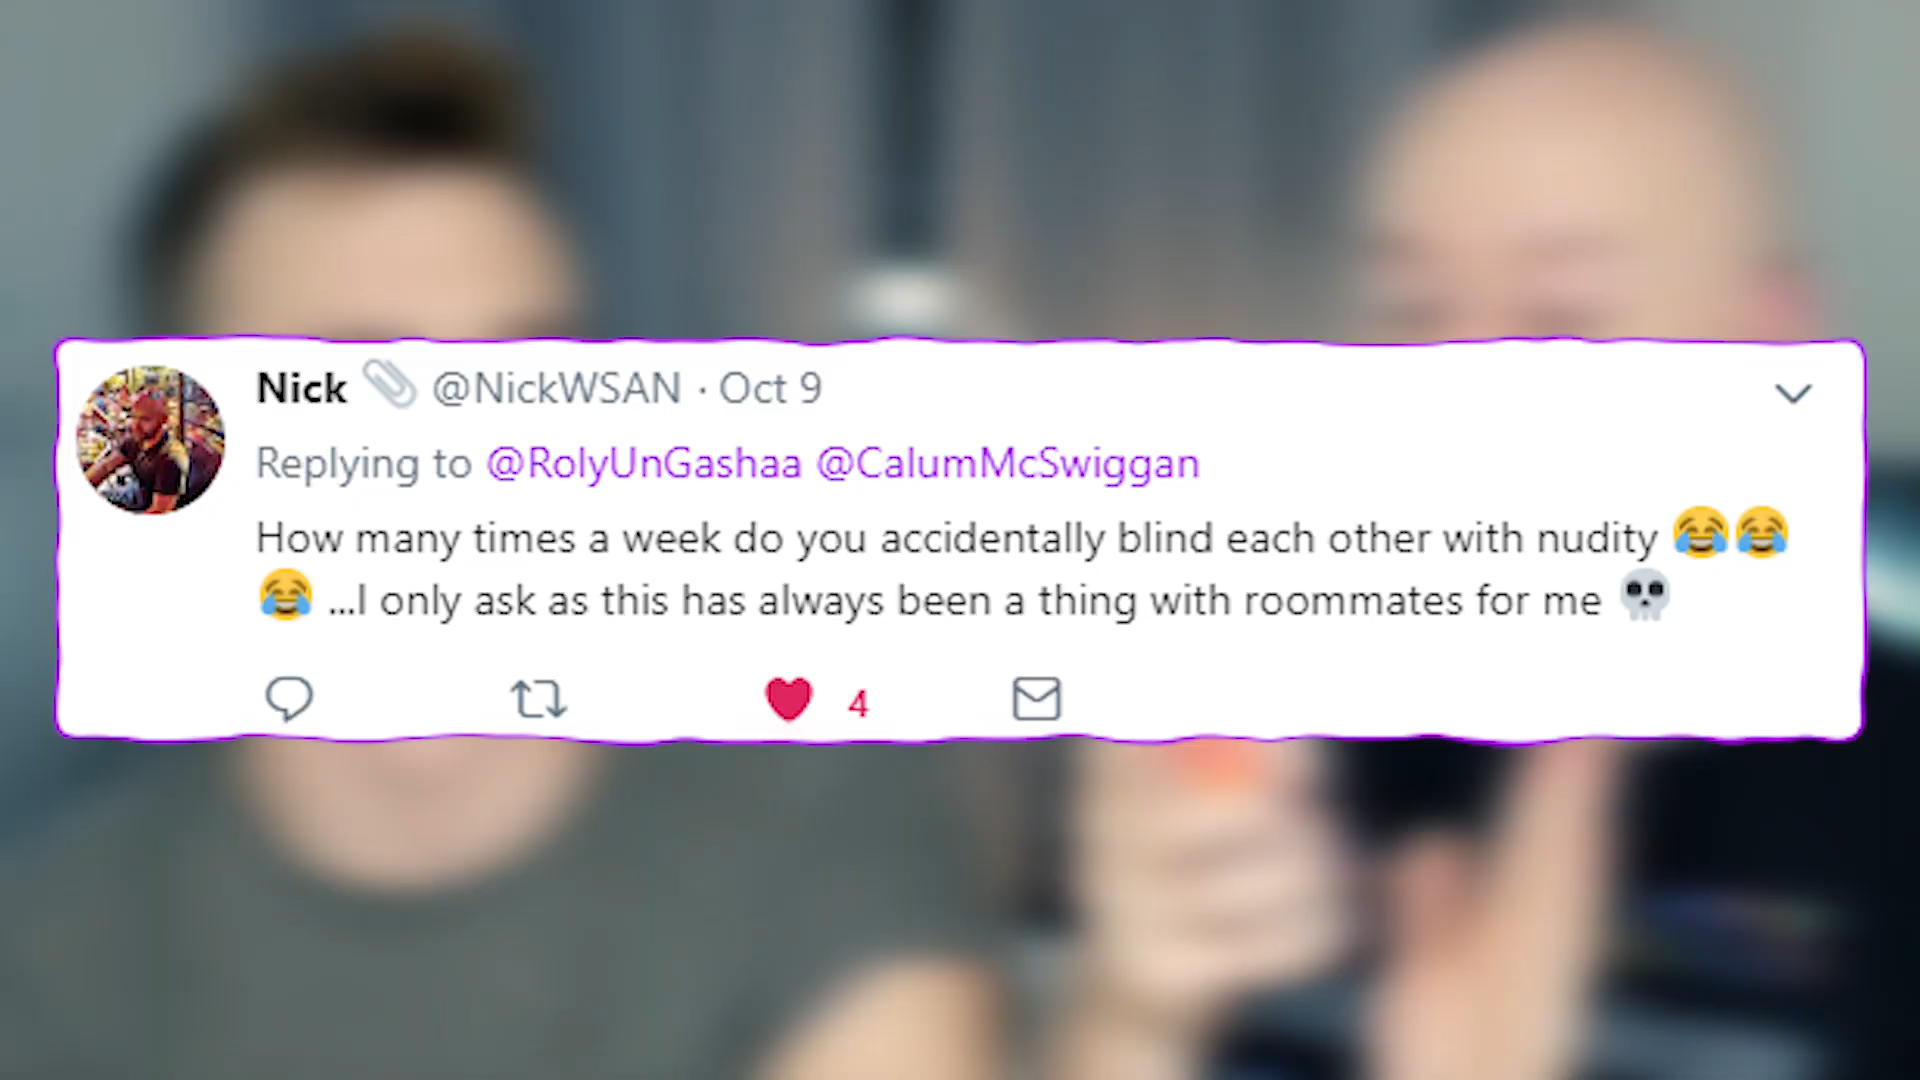 Nick 📎 @NickWSAN · Oct 9
Replying to @RolyUnGashaa @CalumMcSwiggan
How many times a week do you accidentally blind each other with nudity 😂😂
😂 ...I only ask as this has always been a thing with roommates for me 💀
4